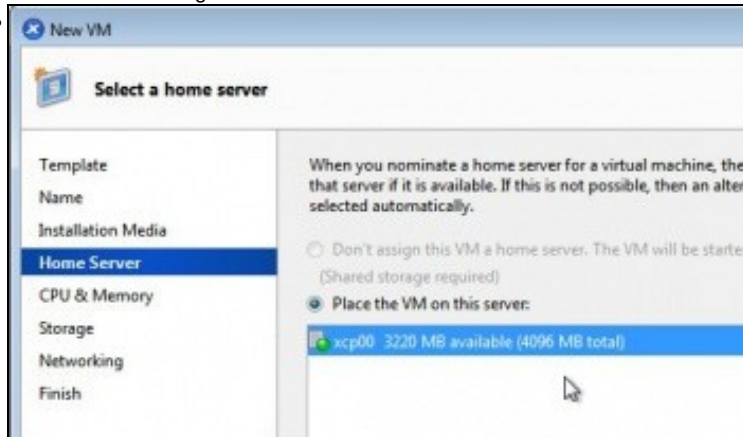 New VM
Select a home server
Template
Name
Installation Media
Home Server
CPU & Memory
Storage
Networking
Finish
When you nominate a home server for a virtual machine, the
that server if it is available. If this is not possible, then an alter
selected automatically.
Don't assign this VM a home server. The VM will be starte
(Shared storage required)
Place the VM on this server:
xcp00 3220 MB available (4096 MB total)